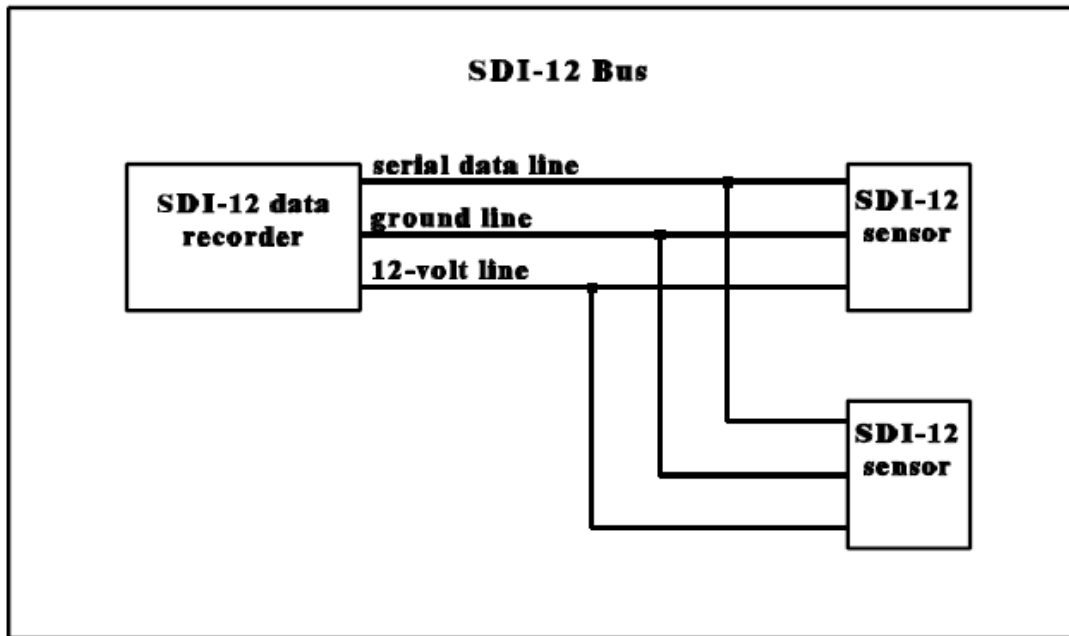 SDI-12 Bus
SDI-12 data
recorder
serial data line
ground line
12-volt line
SDI-12
sensor
SDI-12
sensor